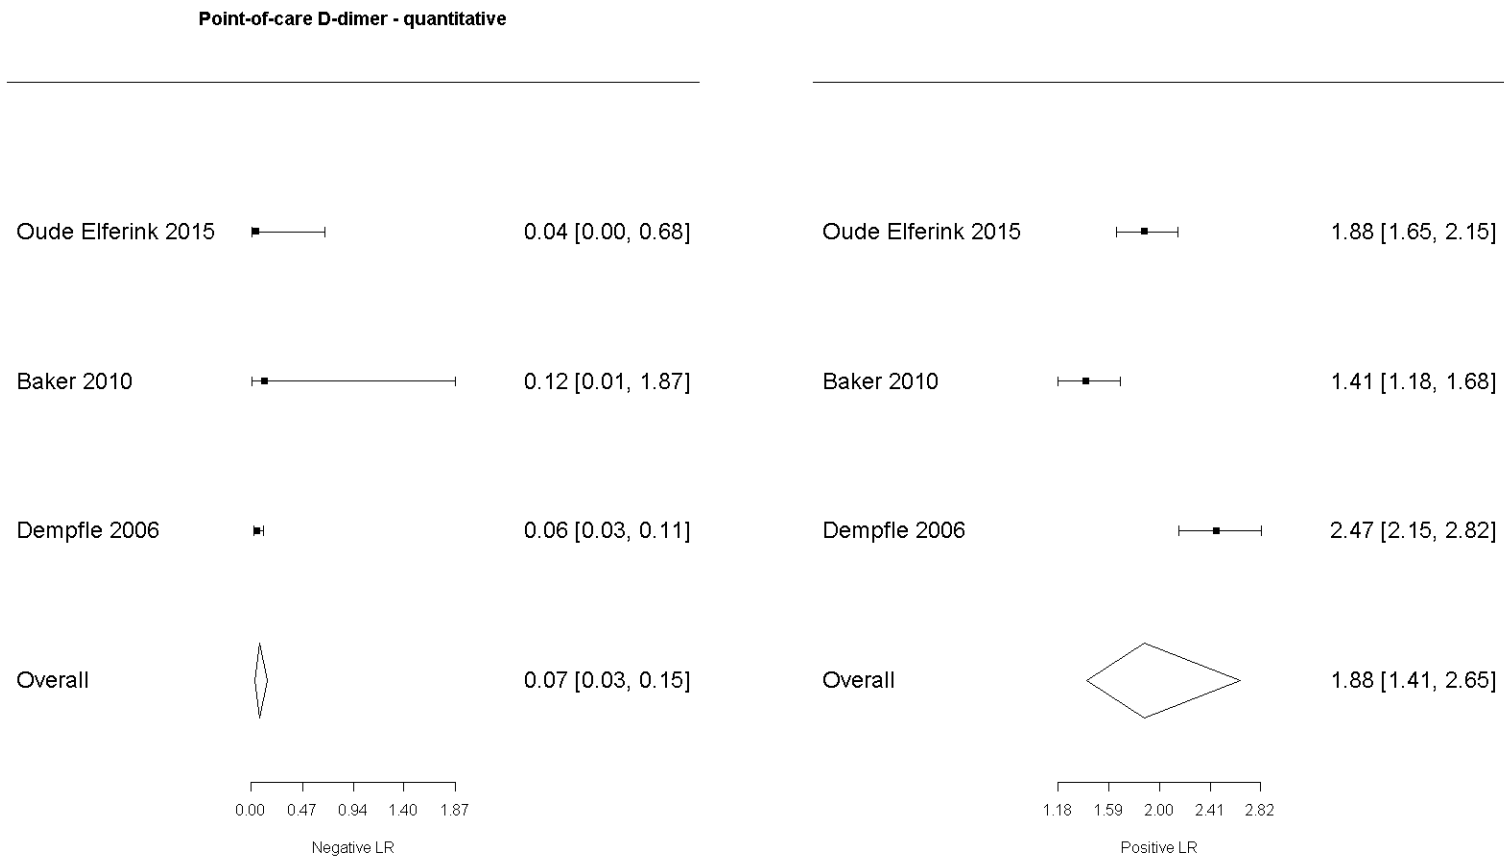 Point-of-care D-dimer - quantitative
Oude Elferink 2015 0.04 [0.00, 0.68]
Baker 2010 0.12 [0.01, 1.87]
Dempfle 2006 0.06 [0.03, 0.11]
Overall 0.07 [0.03, 0.15]
0.00 0.47 0.94 1.40 1.87
Negative LR
Oude Elferink 2015 1.88 [1.65, 2.15]
Baker 2010 1.41 [1.18, 1.68]
Dempfle 2006 2.47 [2.15, 2.82]
Overall 1.88 [1.41, 2.65]
1.18 1.59 2.00 2.41 2.82
Positive LR